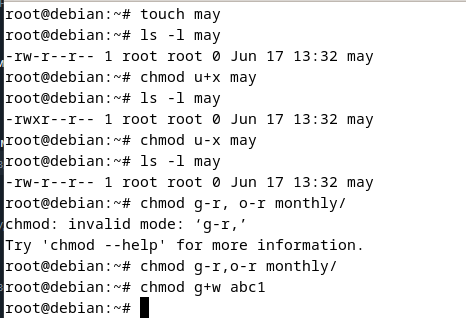 root@debian:~# touch may
root@debian:~# ls -l may
-rw-r--r-- 1 root root 0 Jun 17 13:32 may
root@debian:~# chmod u+x may
root@debian:~# ls -l may
-rwxr--r-- 1 root root 0 Jun 17 13:32 may
root@debian:~# chmod u-x may
root@debian:~# ls -l may
-rw-r--r-- 1 root root 0 Jun 17 13:32 may
root@debian:~# chmod g-r, o-r monthly/
chmod: invalid mode: ‘g-r,’
Try 'chmod --help' for more information.
root@debian:~# chmod g-r,o-r monthly/
root@debian:~# chmod g+w abc1
root@debian:~#